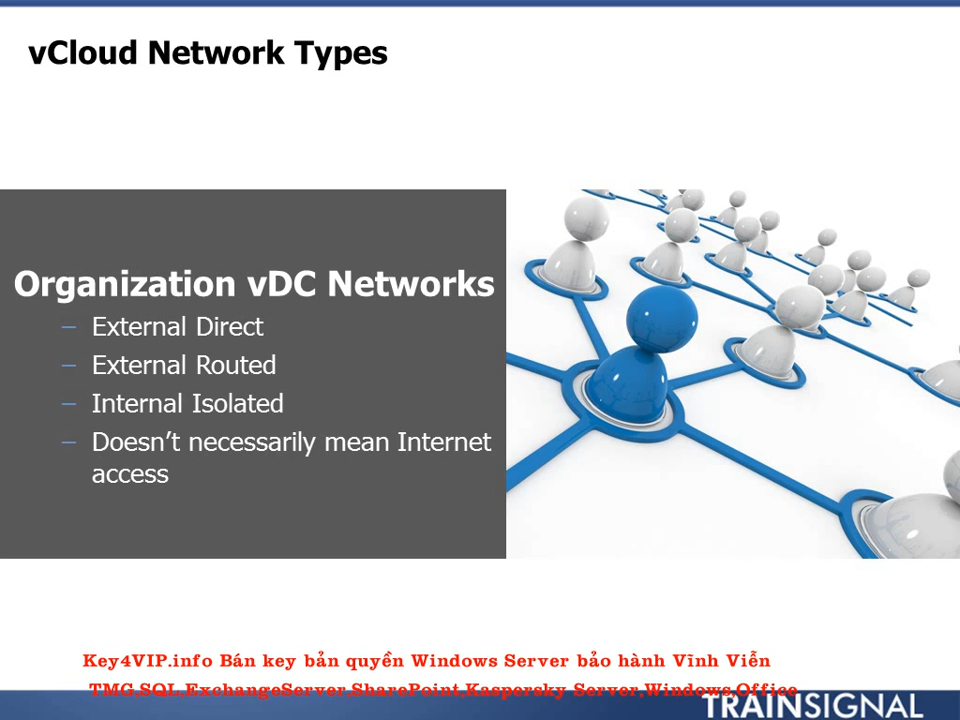 vCloud Network Types
Organization vDC Networks
– External Direct
– External Routed
– Internal Isolated
– Doesn't necessarily mean Internet
access
Key4VIP.info Bán key bản quyền Windows Server bảo hành Vĩnh Viễn
TMG,SQL,ExchangeServer,SharePoint,Kaspersky Server,Windows,Office
TRAINSIGNAL